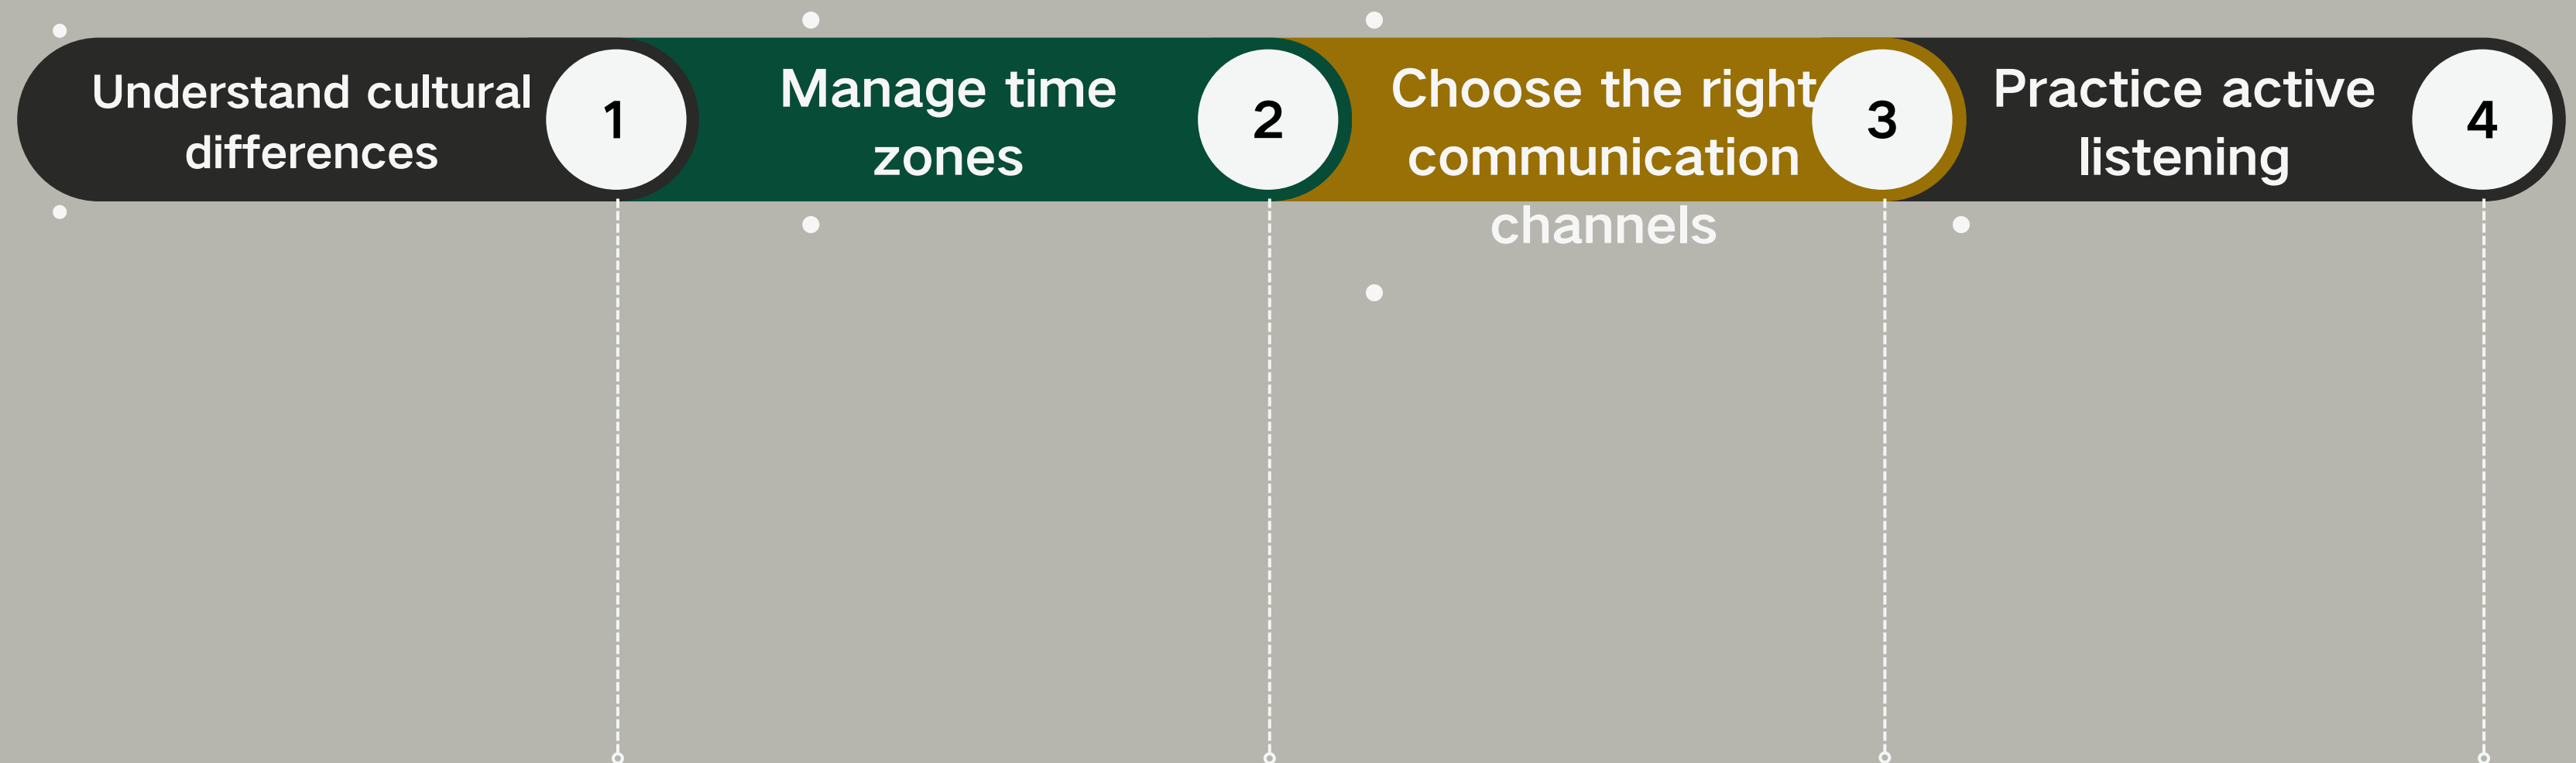 Understand cultural
differences
1
Manage time
zones
2
Choose the right
communication
channels
3
Practice active
listening
4